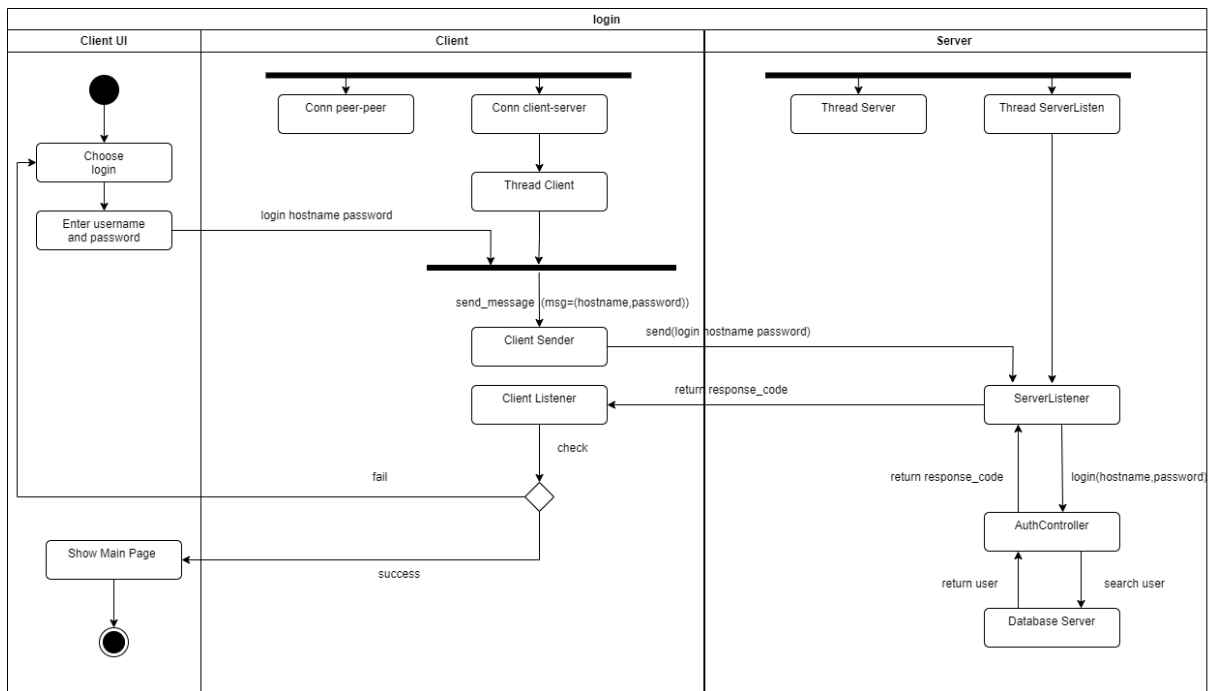 login
Client UI
Client
Server
Conn peer-peer
Conn client-server
Thread Server
Thread ServerListen
Choose
login
Thread Client
Enter username
and password
login hostname password
send_message (msg=(hostname,password))
Client Sender
send(login hostname password)
Client Listener
return response_code
ServerListener
check
fail
return response_code
login(hostname,password)
AuthController
Show Main Page
success
return user
search user
Database Server